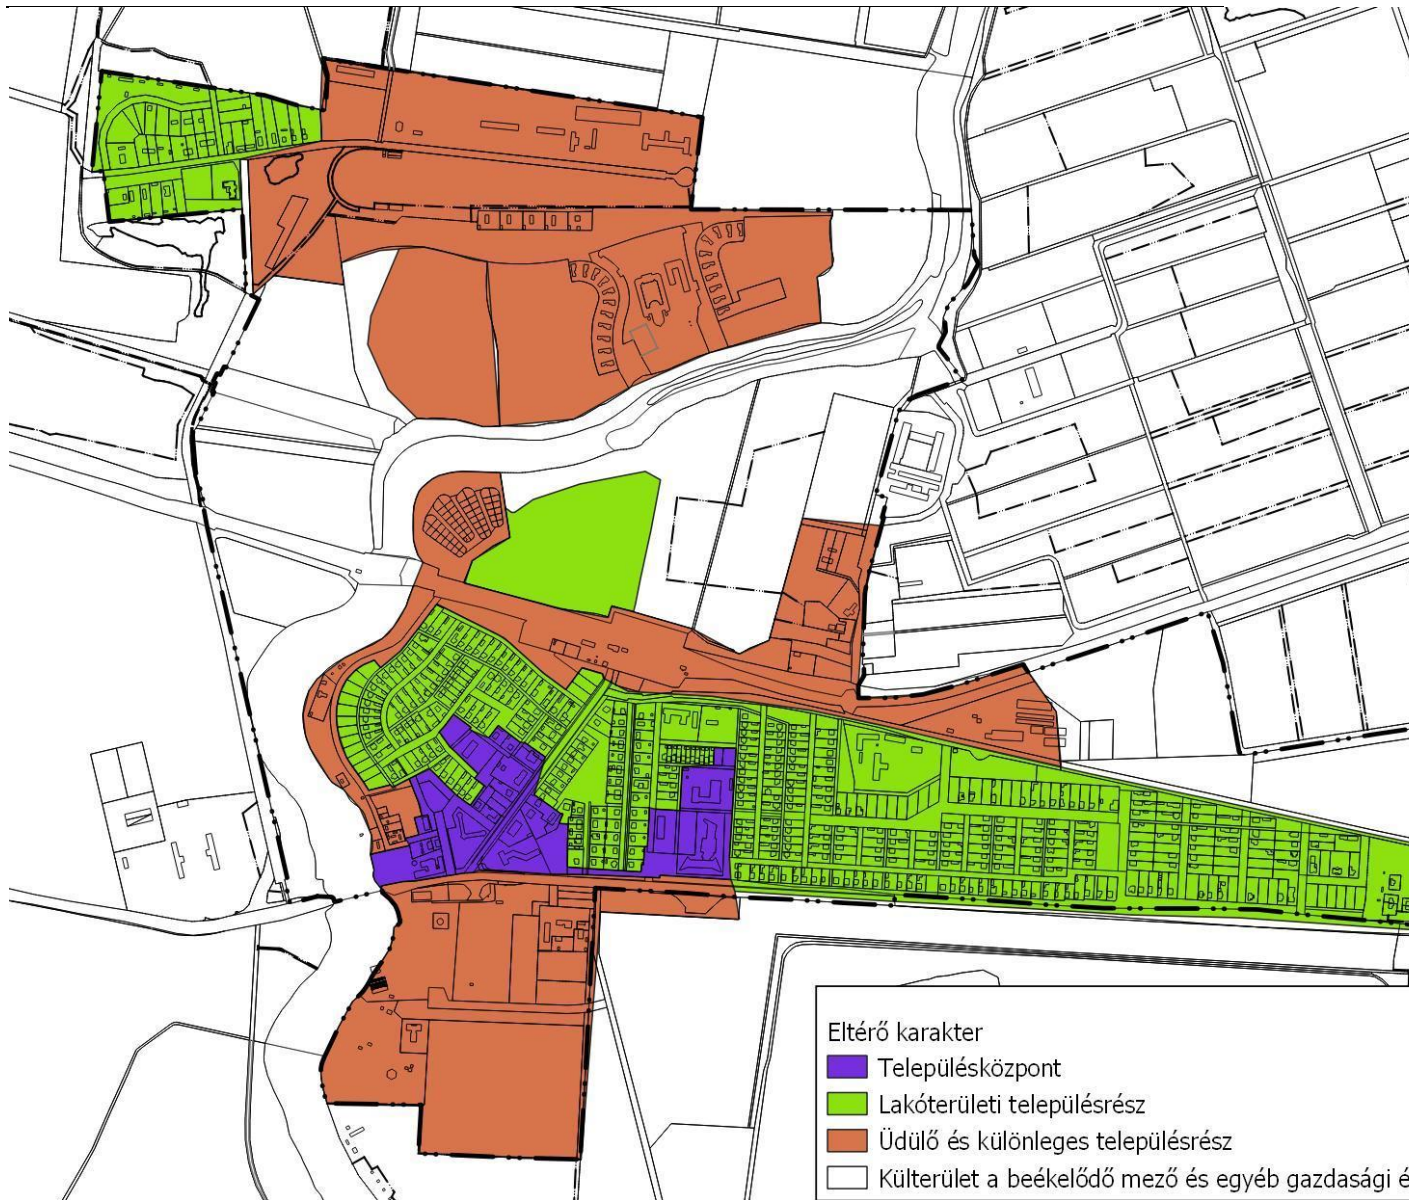 Eltérő karakter
Településközpont
Lakóterületi településrész
Üdülő és különleges településrész
Külterület a beékelődő mező és egyéb gazdasági é